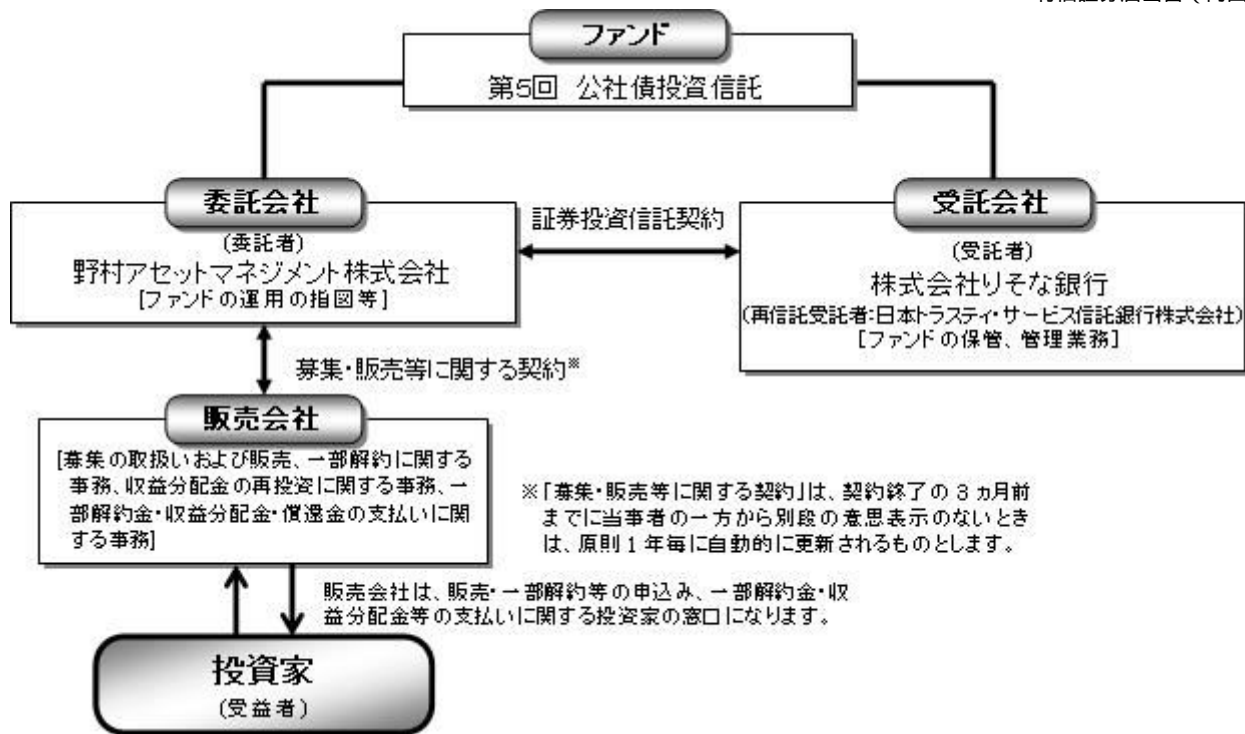 ファンド
第5回 公社債投資信託
委託会社
(委託者)
野村アセットマネジメント株式会社
[ファンドの運用の指図等]
証券投資信託契約
受託会社
(受託者)
株式会社りそな銀行
(再信託受託者:日本トラスティ・サービス信託銀行株式会社)
[ファンドの保管、管理業務]
募集・販売等に関する契約※
販売会社
[募集の取扱いおよび販売、一部解約に関する
事務、収益分配金の再投資に関する事務、一
部解約金・収益分配金・償還金の支払いに関
する事務]
※「募集・販売等に関する契約」は、契約終了の3ヵ月前
までに当事者の一方から別段の意思表示のないとき
は、原則1年毎に自動的に更新されるものとします。
販売会社は、販売・一部解約等の申込み、一部解約金・収
益分配金等の支払いに関する投資家の窓口になります。
投資家
(受益者)